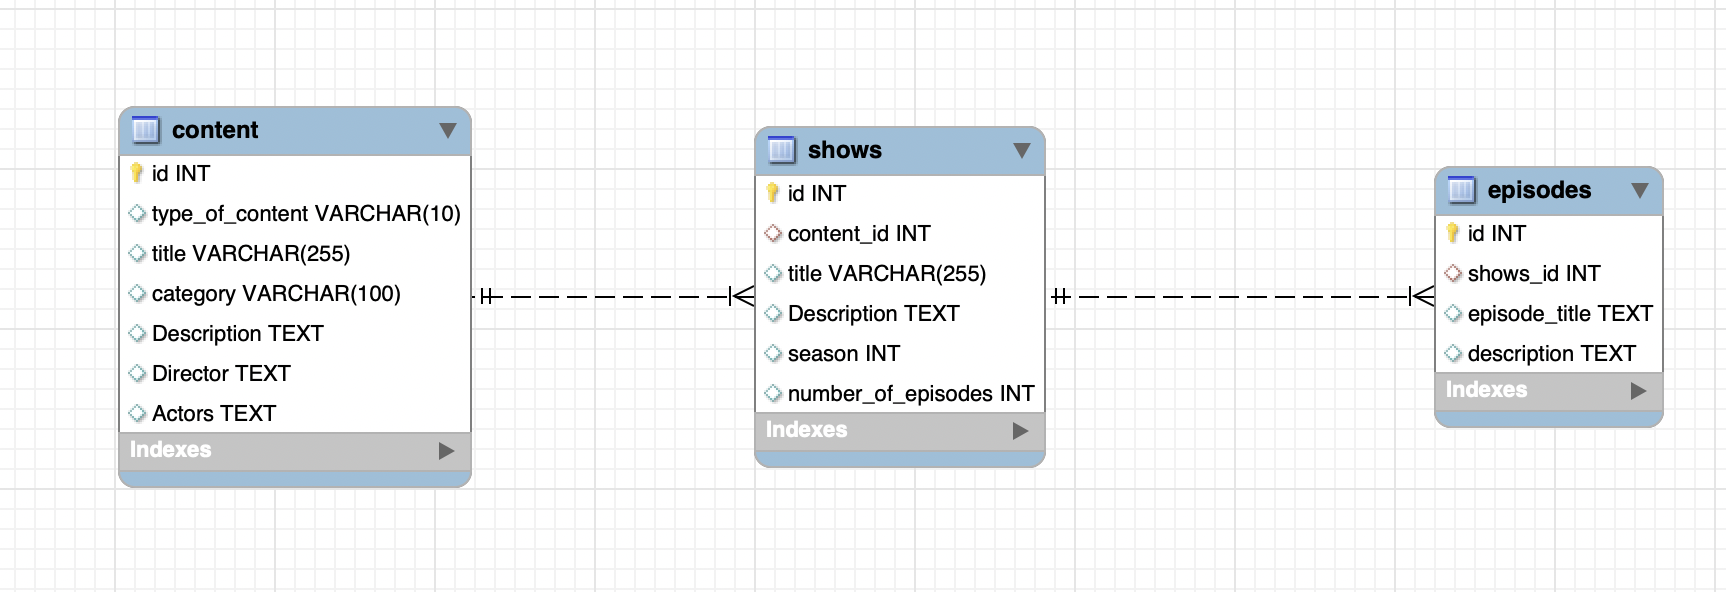 content
id INT
type_of_content VARCHAR(10)
title VARCHAR(255)
category VARCHAR(100)
Description TEXT
Director TEXT
Actors TEXT
Indexes
shows
id INT
content_id INT
title VARCHAR(255)
Description TEXT
season INT
number_of_episodes INT
Indexes
episodes
id INT
shows_id INT
episode_title TEXT
description TEXT
Indexes